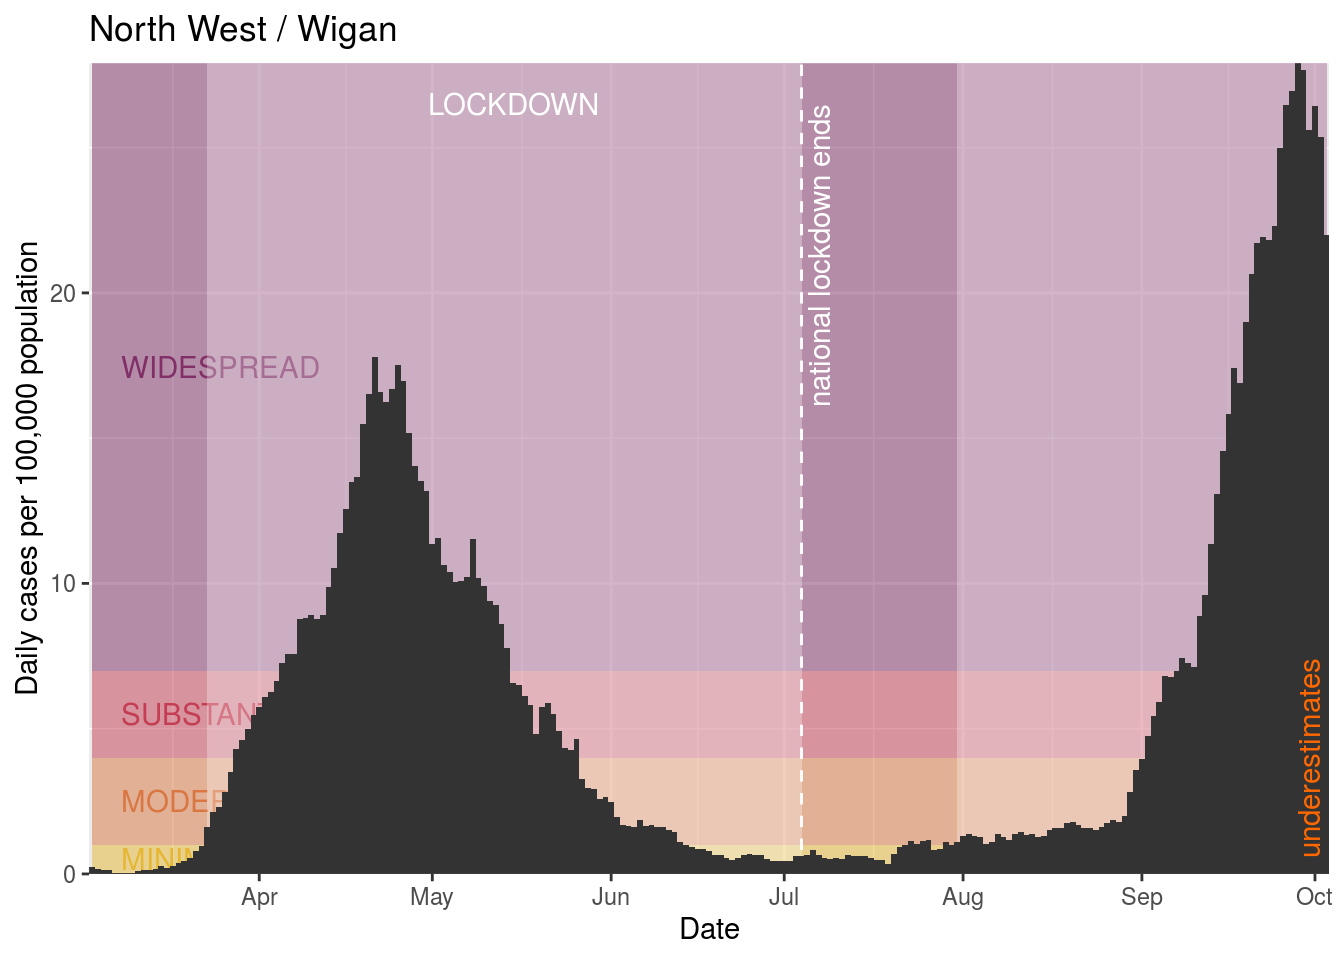 North West / Wigan
LOCKDOWN
national lockdown ends
WIDESPREAD
SUBSTAN
MODE
MINI
underestimates
Daily cases per 100,000 population
20
10
0
Apr
May
Jun
Jul
Aug
Sep
Oct
Date